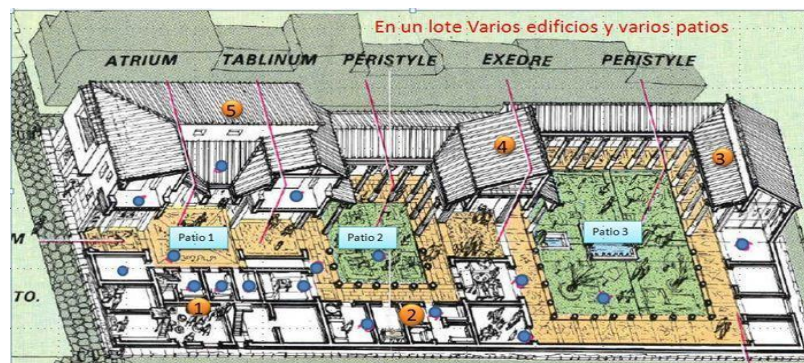 En un lote Varios edificios y varios patios
ATRIUM TABLINUM PÉRISTYLE EXEDRE PERISTYLE
5
4
3
M
Patio 1
Patio 2
Patio 3
TO.
1
2